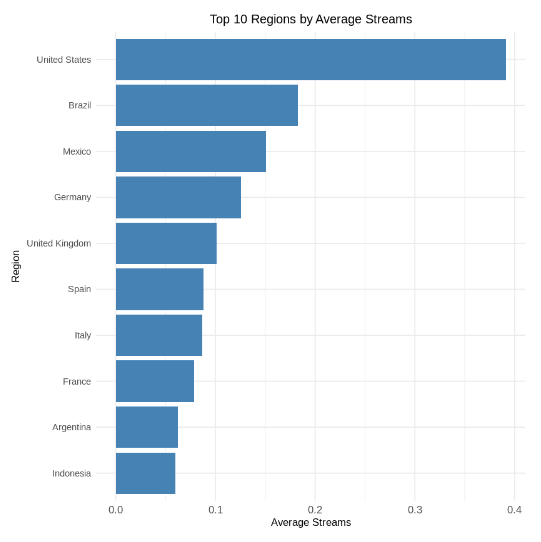 Top 10 Regions by Average Streams
United States
Brazil
Mexico
Germany
United Kingdom
Spain
Italy
France
Argentina
Indonesia
Region
0.0 0.1 0.2 0.3 0.4
Average Streams